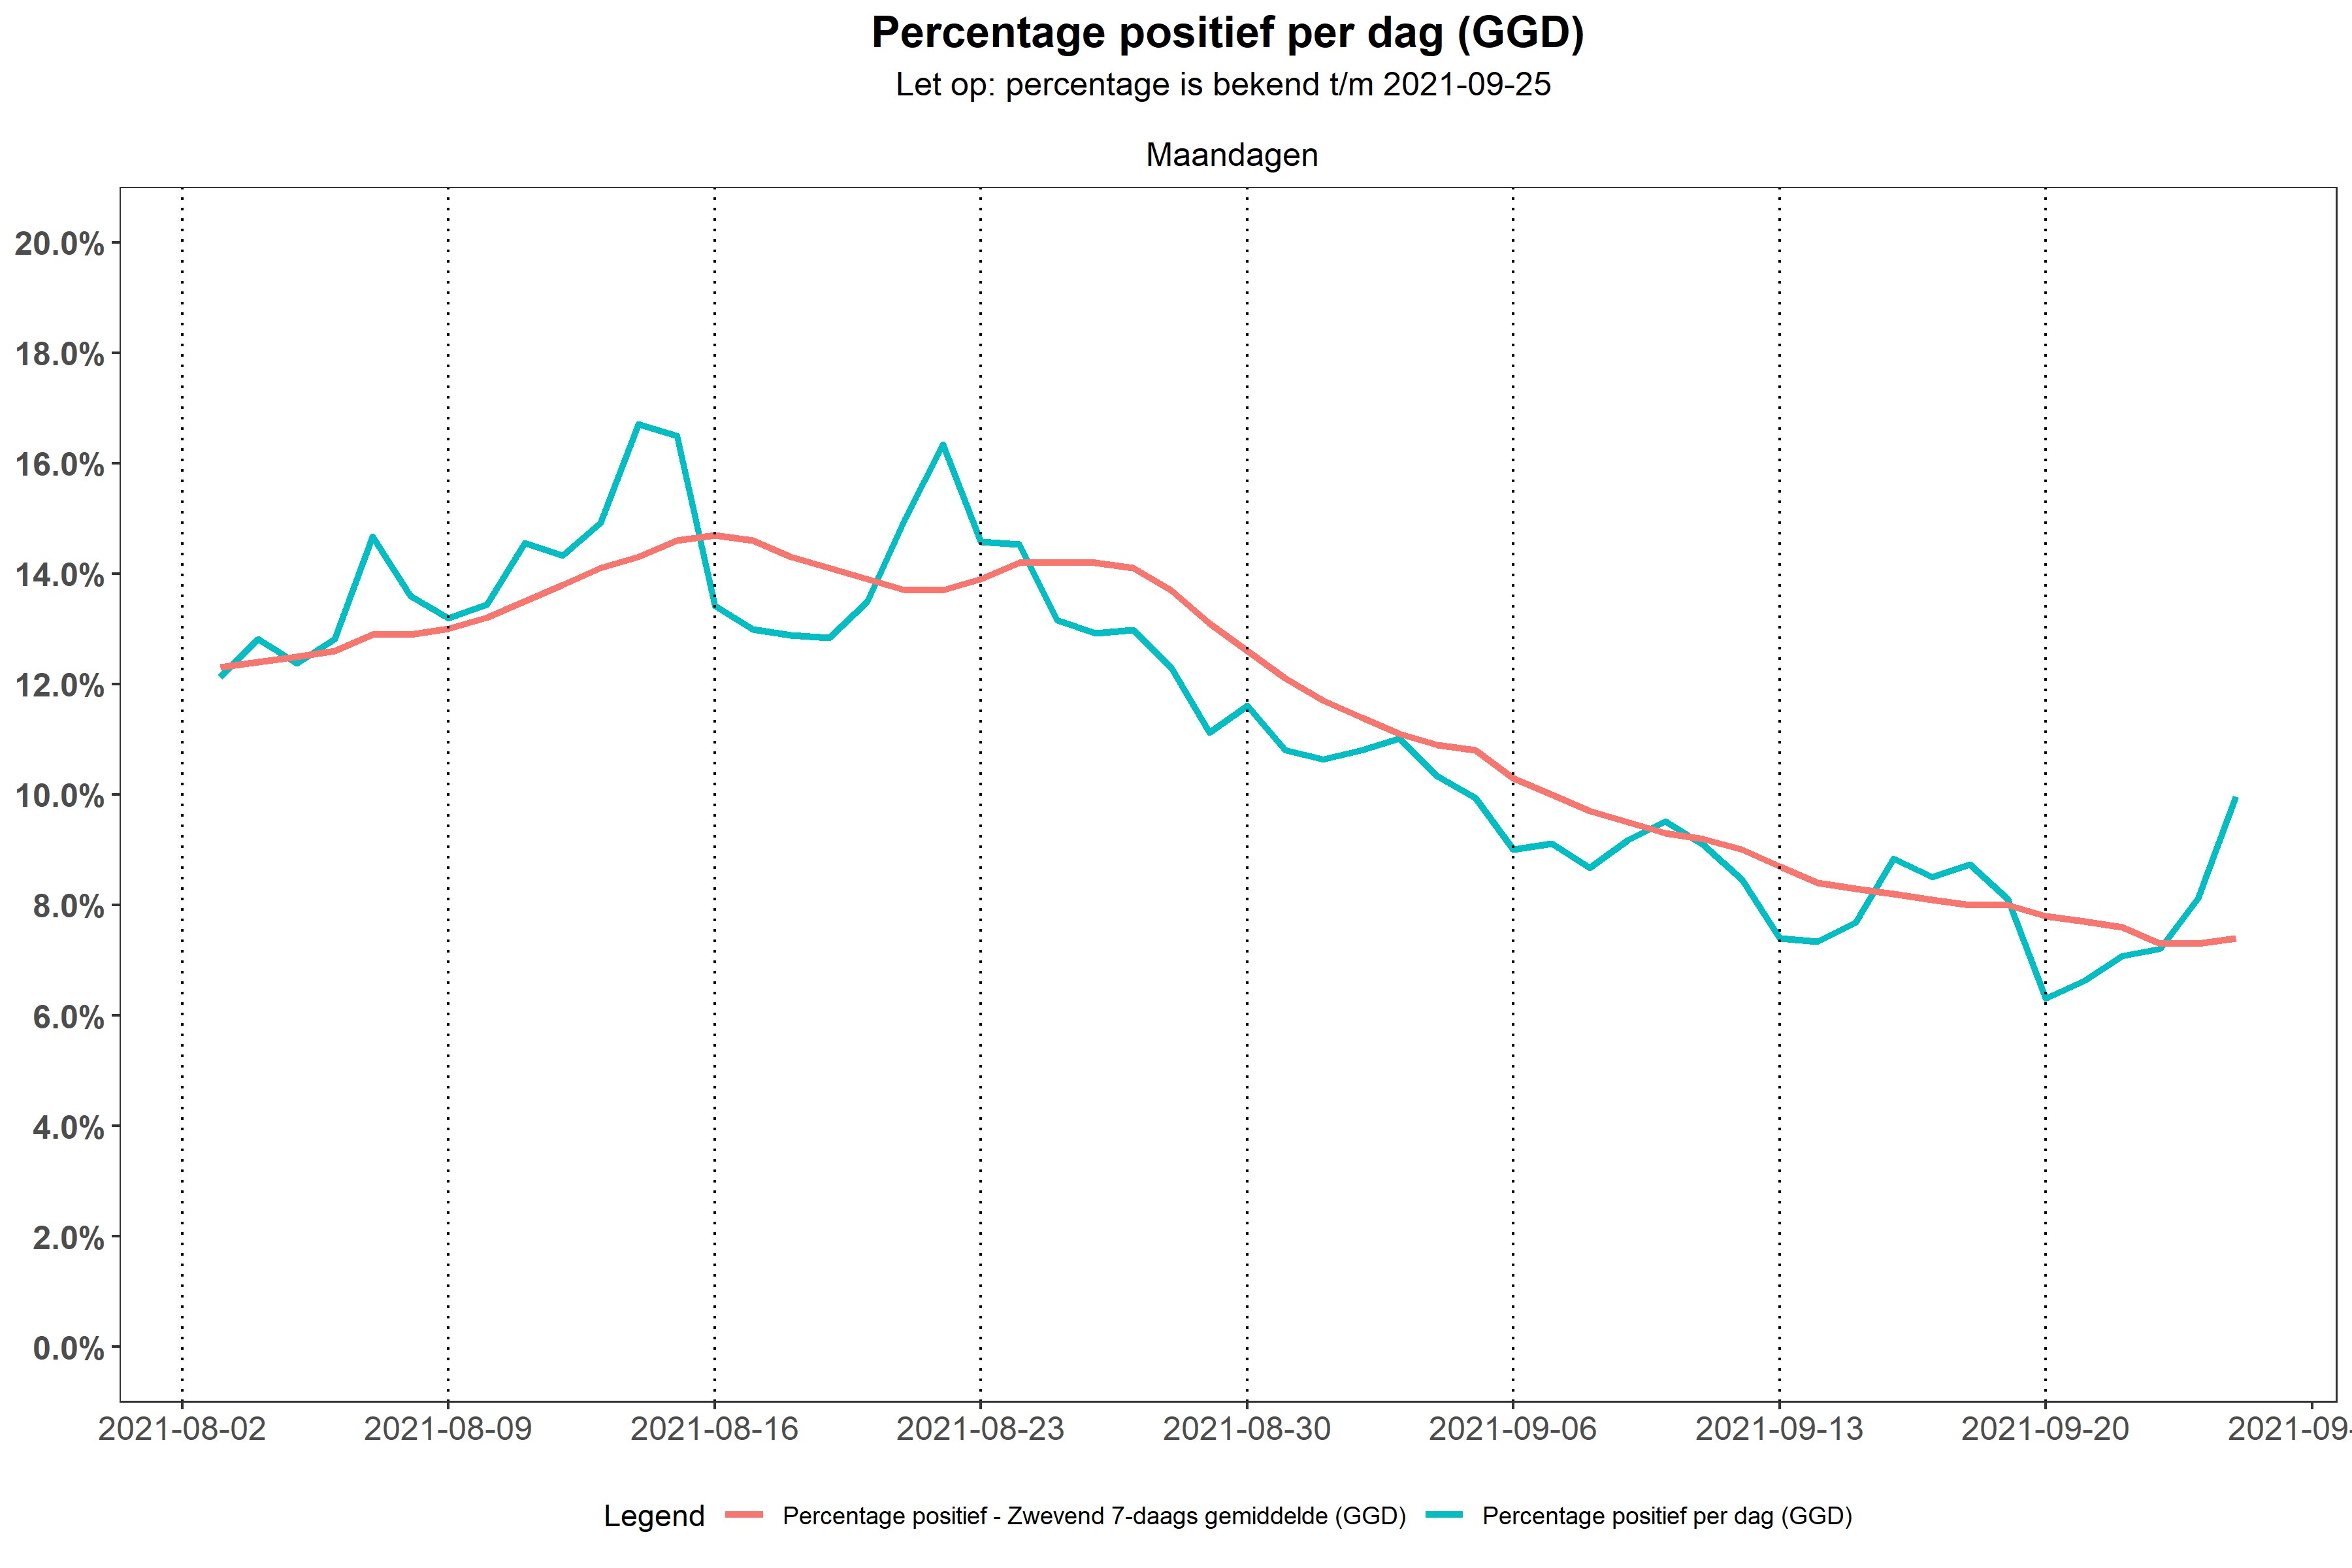 Percentage positief per dag (GGD)
Let op: percentage is bekend t/m 2021-09-25
Maandagen
20.0%
18.0%
16.0%
14.0%
12.0%
10.0%
8.0%
6.0%
4.0%
2.0%
0.0%
2021-08-02 2021-08-09 2021-08-16 2021-08-23 2021-08-30 2021-09-06 2021-09-13 2021-09-20 2021-09-
Legend Percentage positief - Zwevend 7-daags gemiddelde (GGD) Percentage positief per dag (GGD)